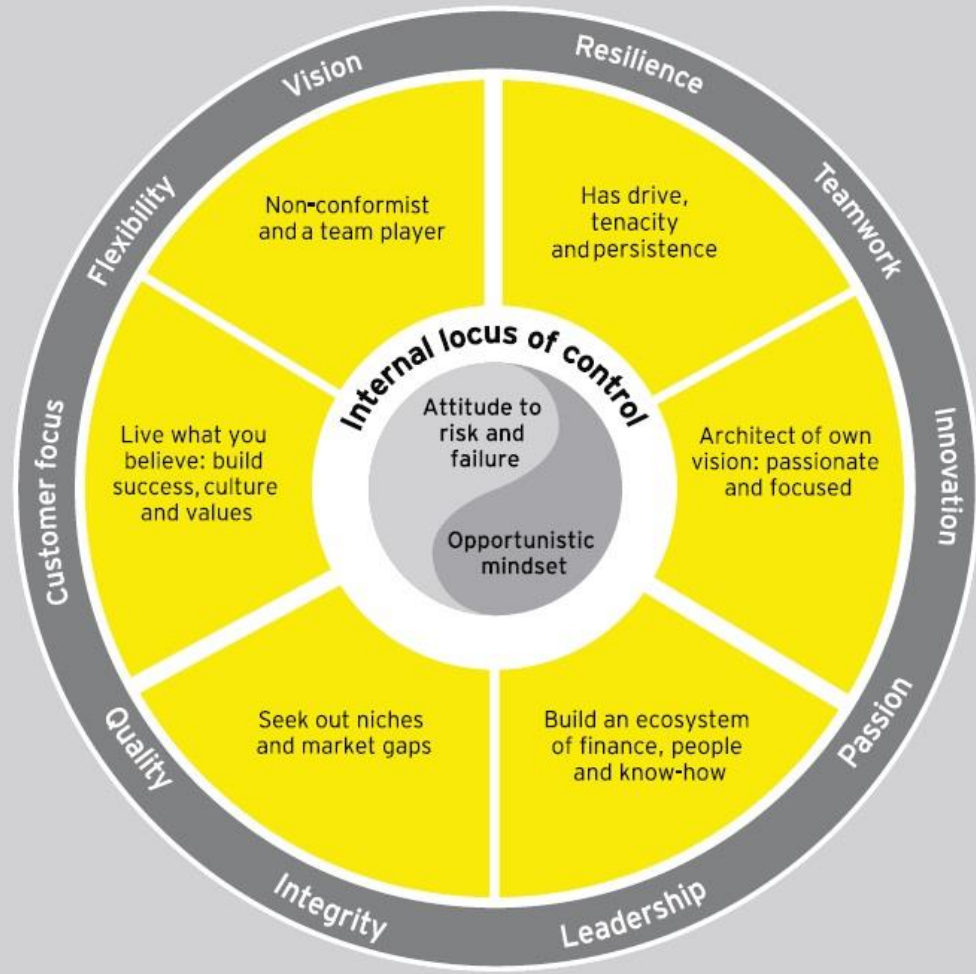 Vision
Resilience
Teamwork
Innovation
Passion
Leadership
Integrity
Quality
Customer focus
Flexibility
Non-conformist
and a team player
Has drive,
tenacity
and persistence
Architect of own
vision: passionate
and focused
Build an ecosystem
of finance, people
and know-how
Seek out niches
and market gaps
Live what you
believe: build
success, culture
and values
Internal locus of control
Attitude to
risk and
failure
Opportunistic
mindset